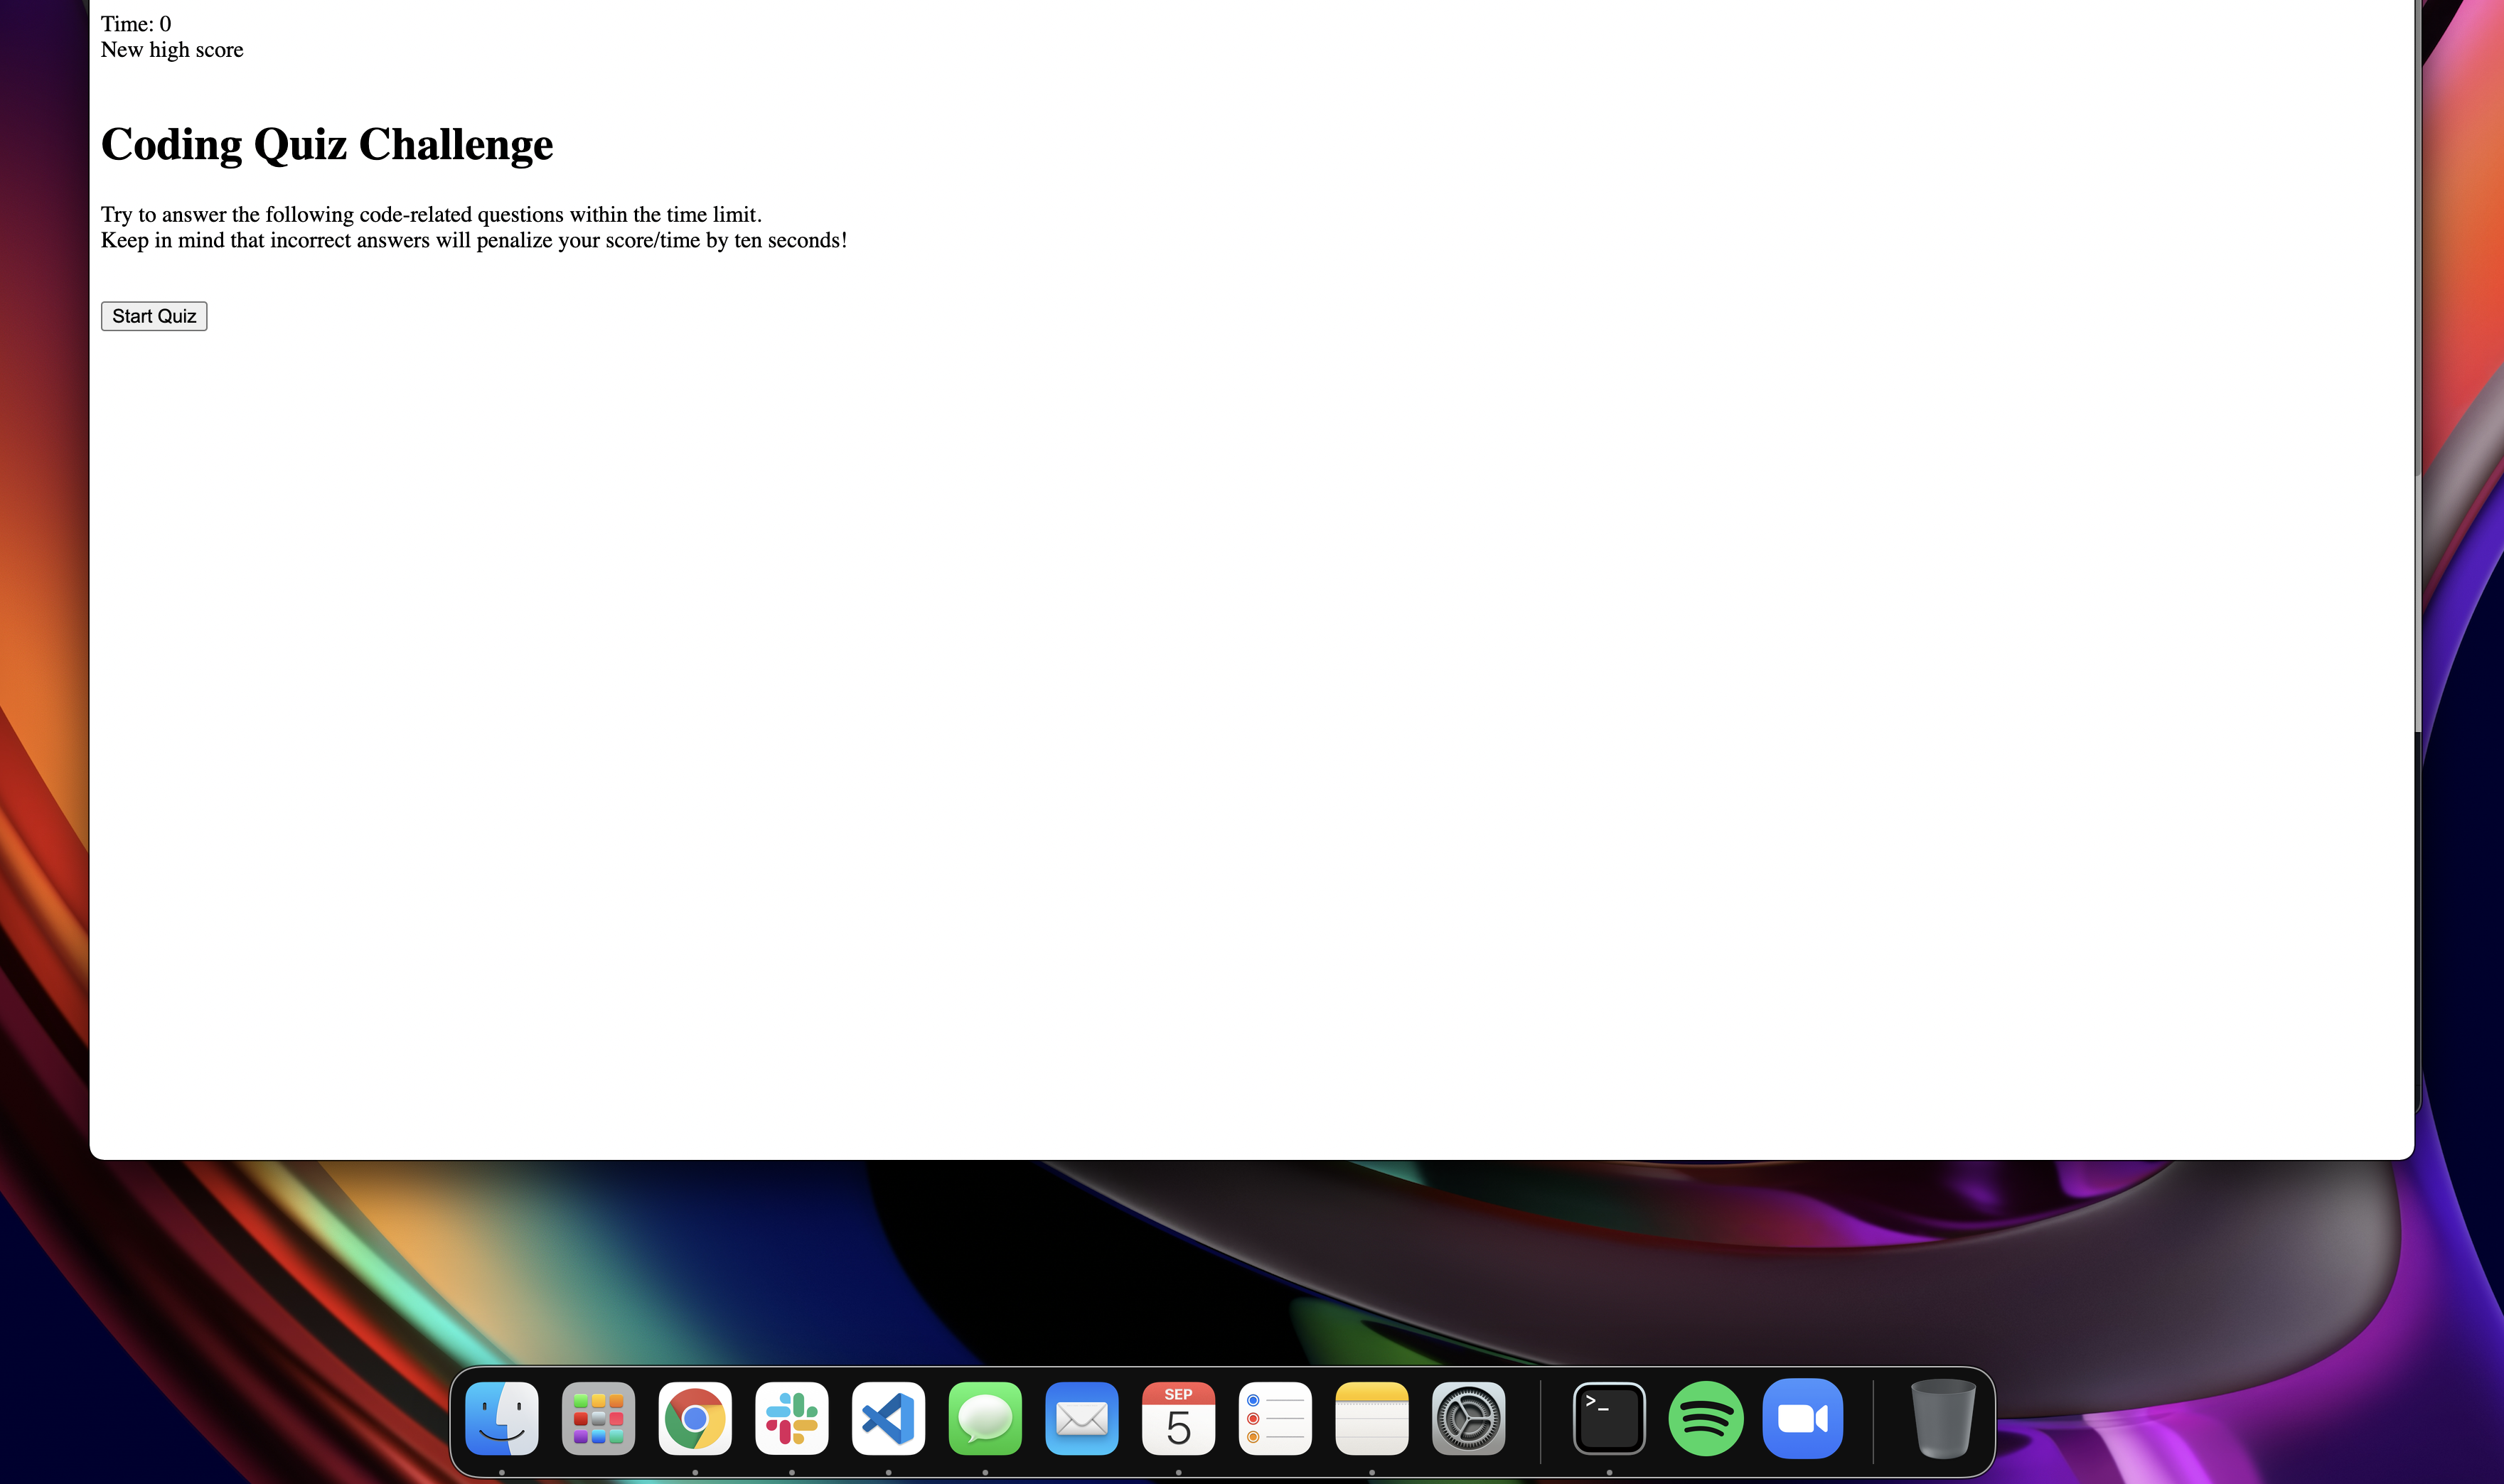 Time: 0
New high score
Coding Quiz Challenge
Try to answer the following code-related questions within the time limit.
Keep in mind that incorrect answers will penalize your score/time by ten seconds!
Start Quiz
SEP
5
>_